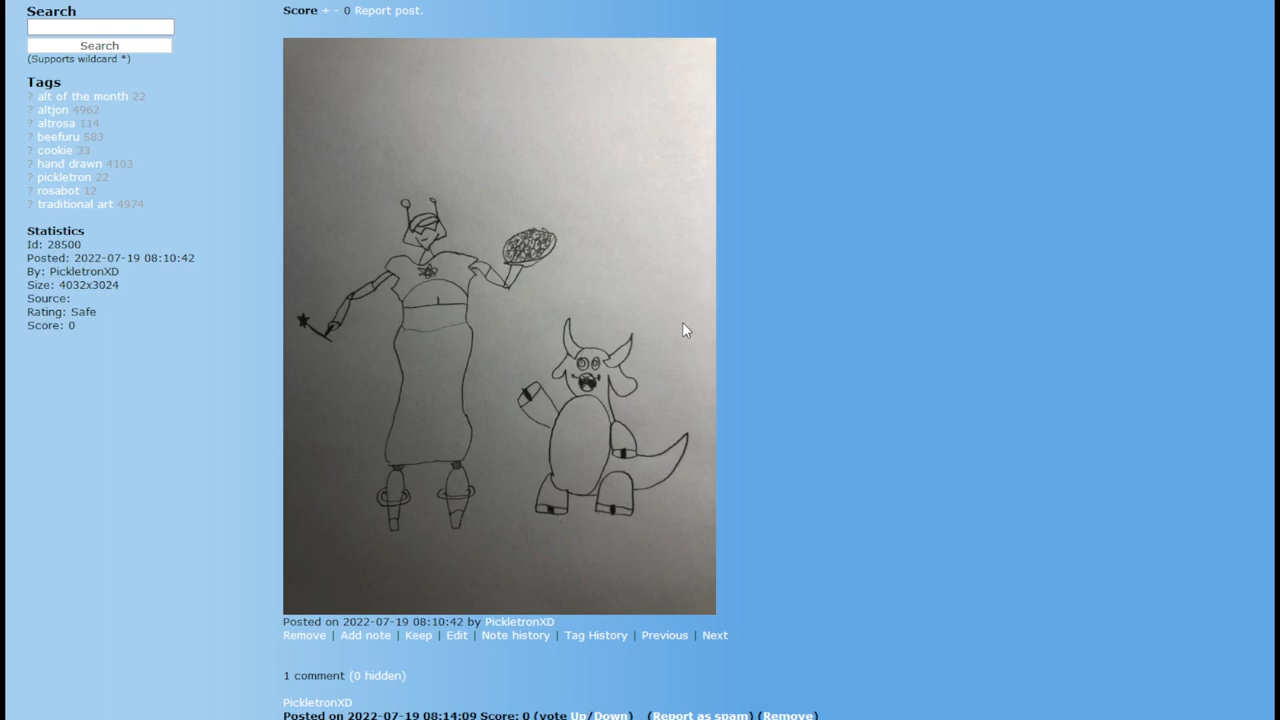 Search
Score + - 0 Report post.
Search
(Supports wildcard *)
Tags
? alt of the month 22
? altjon 4962
? altrosa 114
? beefuru 583
? cookie 33
? hand drawn 4103
? pickletron 22
? rosabot 12
? traditional art 4974
Statistics
Id: 28500
Posted: 2022-07-19 08:10:42
By: PickletronXD
Size: 4032x3024
Source:
Rating: Safe
Score: 0
Posted on 2022-07-19 08:10:42 by PickletronXD
Remove | Add note | Keep | Edit | Note history | Tag History | Previous | Next
1 comment (0 hidden)
PickletronXD
Posted on 2022-07-19 08:14:09 Score: 0 (vote Up/Down) (Report as spam) (Remove)